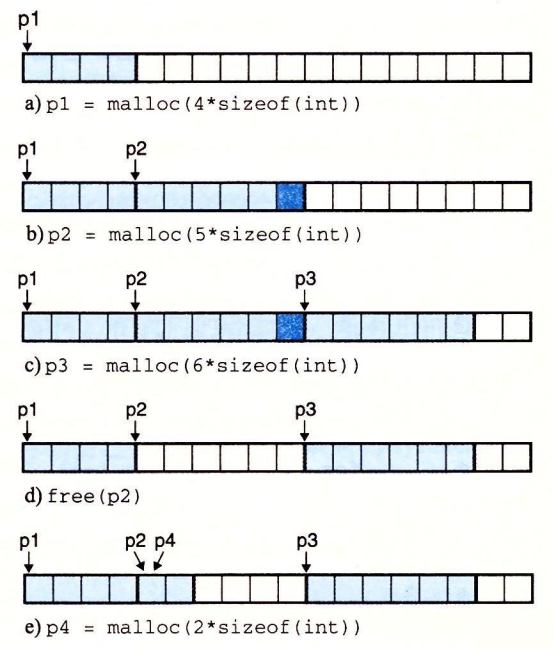 p1
a) p1 = malloc(4*sizeof(int))
p1 p2
b) p2 = malloc(5*sizeof(int))
p1 p2 p3
c) p3 = malloc(6*sizeof(int))
p1 p2 p3
d) free(p2)
p1 p2 p4 p3
e) p4 = malloc(2*sizeof(int))